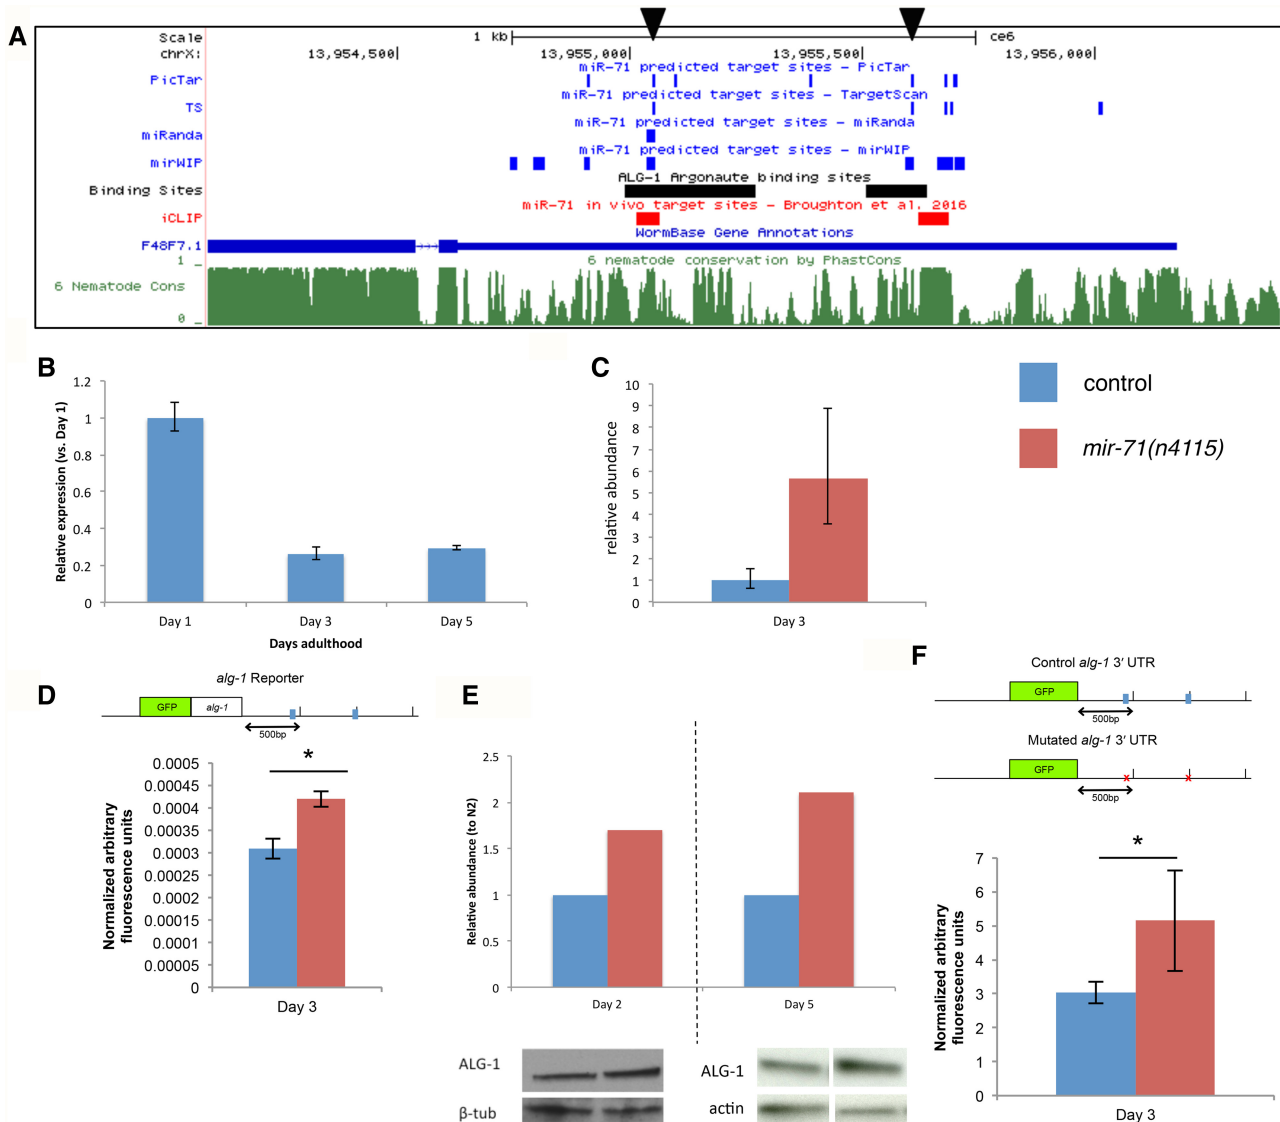 A
Scale
1 kb
ce6
chrX:
13,954,500
13,955,000
13,955,500
13,956,000
miR-71 predicted target sites - PicTar
PicTar
miR-71 predicted target sites - TargetScan
TS
miR-71 predicted target sites - miRanda
miRanda
miR-71 predicted target sites - mirWIP
mirWIP
ALG-1 Argonaute binding sites
Binding Sites
miR-71 in vivo target sites - Broughton et al. 2016
iCLIP
WormBase Gene Annotations
F48F7.1
6 nematode conservation by PhastCons
1
6 Nematode Cons
0
B
Relative expression (vs. Day 1)
1.2
1
0.8
0.6
0.4
0.2
0
Day 1
Day 3
Day 5
Days adulthood
C
relative abundance
10
9
8
7
6
5
4
3
2
1
0
Day 3
control
mir-71(n4115)
D
alg-1 Reporter
GFP
alg-1
500bp
*
Normalized arbitrary
fluorescence units
0.0005
0.00045
0.0004
0.00035
0.0003
0.00025
0.0002
0.00015
0.0001
0.00005
0
Day 3
E
Relative abundance (to N2)
2.5
2
1.5
1
0.5
0
Day 2
Day 5
ALG-1
β-tub
ALG-1
actin
F
Control alg-1 3′ UTR
GFP
500bp
Mutated alg-1 3′ UTR
GFP
x
x
500bp
*
Normalized arbitrary
fluorescence units
7
6
5
4
3
2
1
0
Day 3